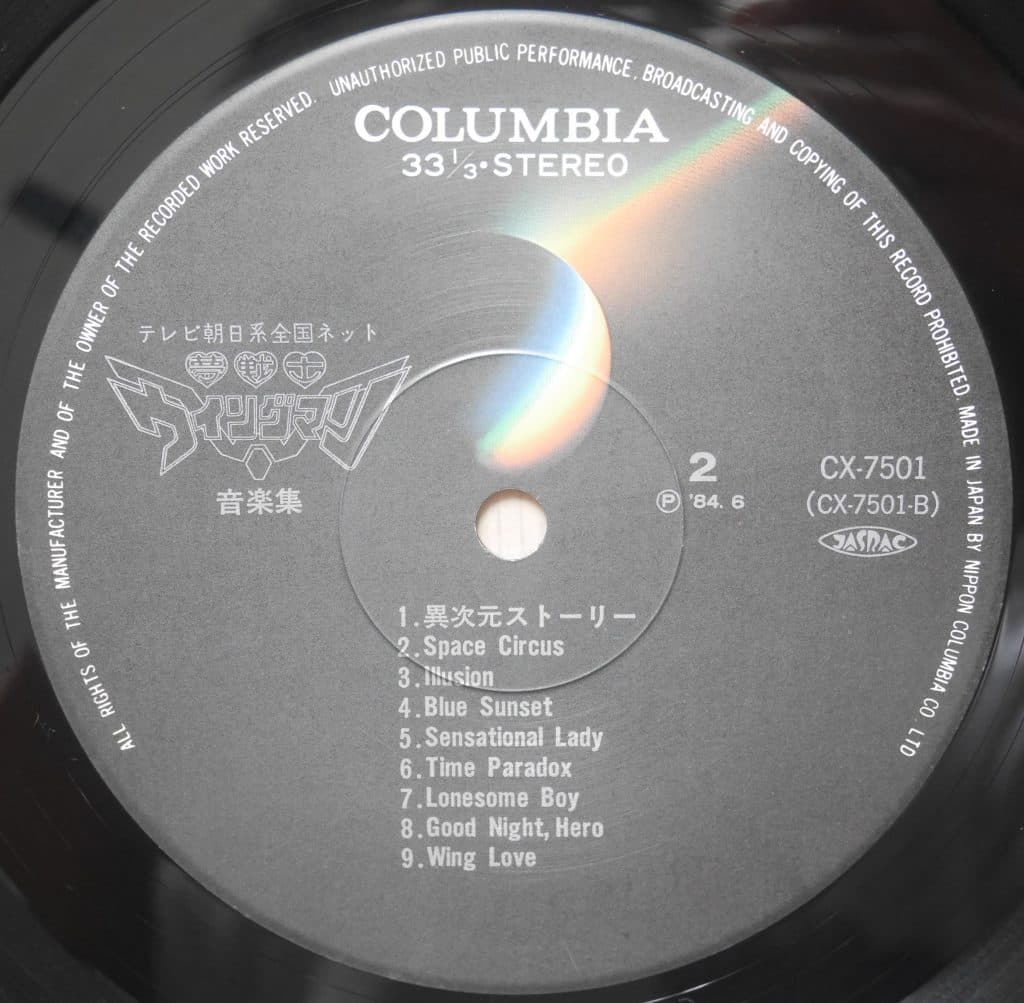 ALL RIGHTS OF THE MANUFACTURER AND OF THE OWNER OF THE RECORDED WORK RESERVED. UNAUTHORIZED PUBLIC PERFORMANCE, BROADCASTING AND COPYING OF THIS RECORD PROHIBITED. MADE IN JAPAN BY NIPPON COLUMBIA CO. LTD
COLUMBIA
33 1/3・STEREO
テレビ朝日系全国ネット
夢戦士
ウイングマン
音楽集
2
Ⓟ '84. 6
CX-7501
(CX-7501-B)
JASRAC
1.異次元ストーリー
2.Space Circus
3.Illusion
4.Blue Sunset
5.Sensational Lady
6.Time Paradox
7.Lonesome Boy
8.Good Night, Hero
9.Wing Love